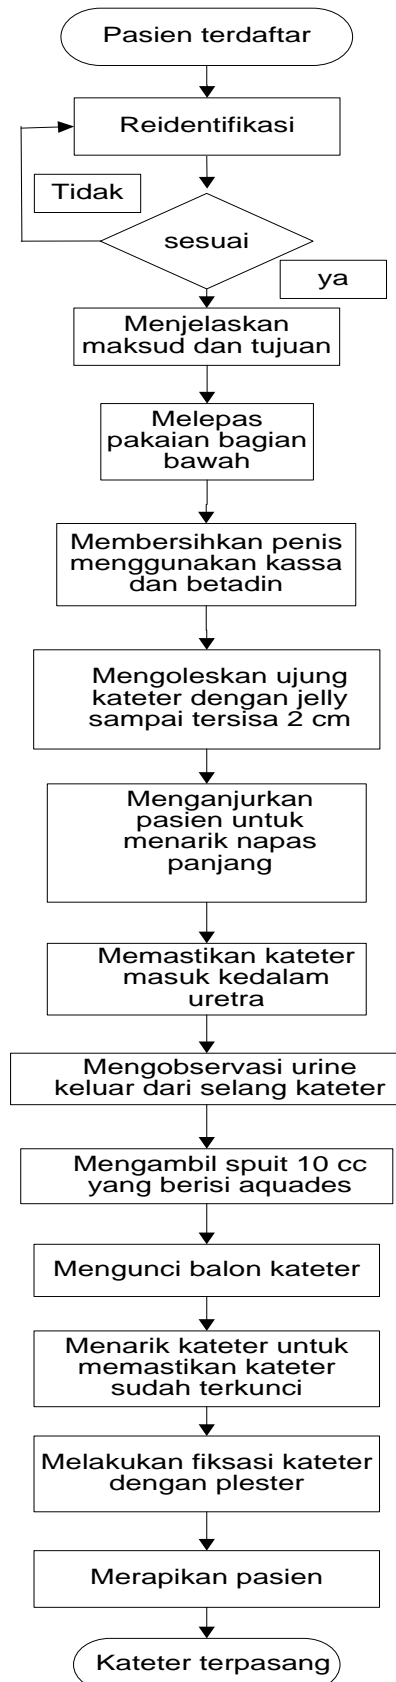 Pasien terdaftar
Reidentifikasi
Tidak
sesuai
ya
Menjelaskan
maksud dan tujuan
Melepas
pakaian bagian
bawah
Membersihkan penis
menggunakan kassa
dan betadin
Mengoleskan ujung
kateter dengan jelly
sampai tersisa 2 cm
Menganjurkan
pasien untuk
menarik napas
panjang
Memastikan kateter
masuk kedalam
uretra
Mengobservasi urine
keluar dari selang kateter
Mengambil spuit 10 cc
yang berisi aquades
Mengunci balon kateter
Menarik kateter untuk
memastikan kateter
sudah terkunci
Melakukan fiksasi kateter
dengan plester
Merapikan pasien
Kateter terpasang